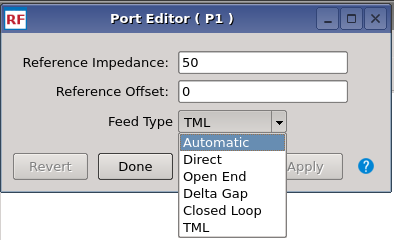 RF Port Editor ( P1 )
Reference Impedance: 50
Reference Offset: 0
Feed Type TML
Automatic
Direct
Open End
Delta Gap
Closed Loop
TML
Revert Done Apply ?